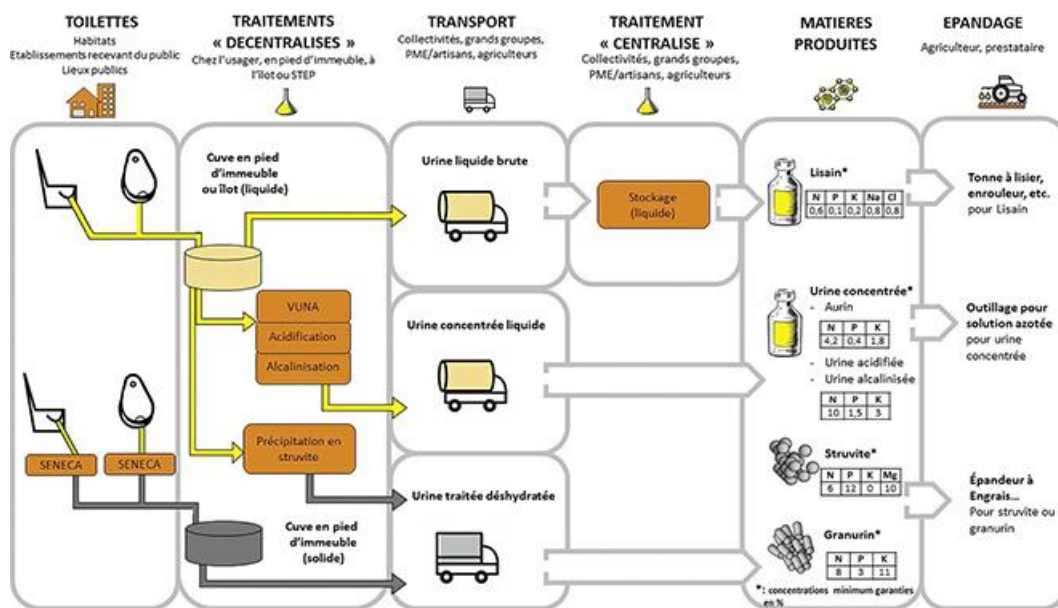 TOILETTES
Habitats
Etablissements recevant du public
Lieux publics
TRAITEMENTS
« DECENTRALISES »
Chez l'usager, en pied d'immeuble, à
l'îlot ou STEP
TRANSPORT
Collectivités, grands groupes,
PME/artisans, agriculteurs
TRAITEMENT
« CENTRALISE »
Collectivités, grands groupes,
PME/artisans, agriculteurs
MATIERES
PRODUITES
EPANDAGE
Agriculteur, prestataire
Cuve en pied
d'immeuble
ou îlot (liquide)
VUNA
Acidification
Alcalinisation
Précipitation en
struvite
SENECA
SENECA
Cuve en pied
d'immeuble
(solide)
Urine liquide brute
Urine concentrée liquide
Urine traitée déshydratée
Stockage
(liquide)
Lisain*
N P K Na Cl
0,6 0,1 0,2 0,8 0,8
Urine concentrée*
- Aurin
N P K
4,2 0,4 1,8
- Urine acidifiée
- Urine alcalinisée
N P K
10 1,5 3
Struvite*
N P K Mg
6 12 0 10
Granurin*
N P K
8 3 11
*: concentrations minimum garanties
en %
Tonne à lisier,
enrouleur, etc.
pour Lisain
Outillage pour
solution azotée
pour urine
concentrée
Épandeur à
Engrais...
Pour struvite ou
granurin